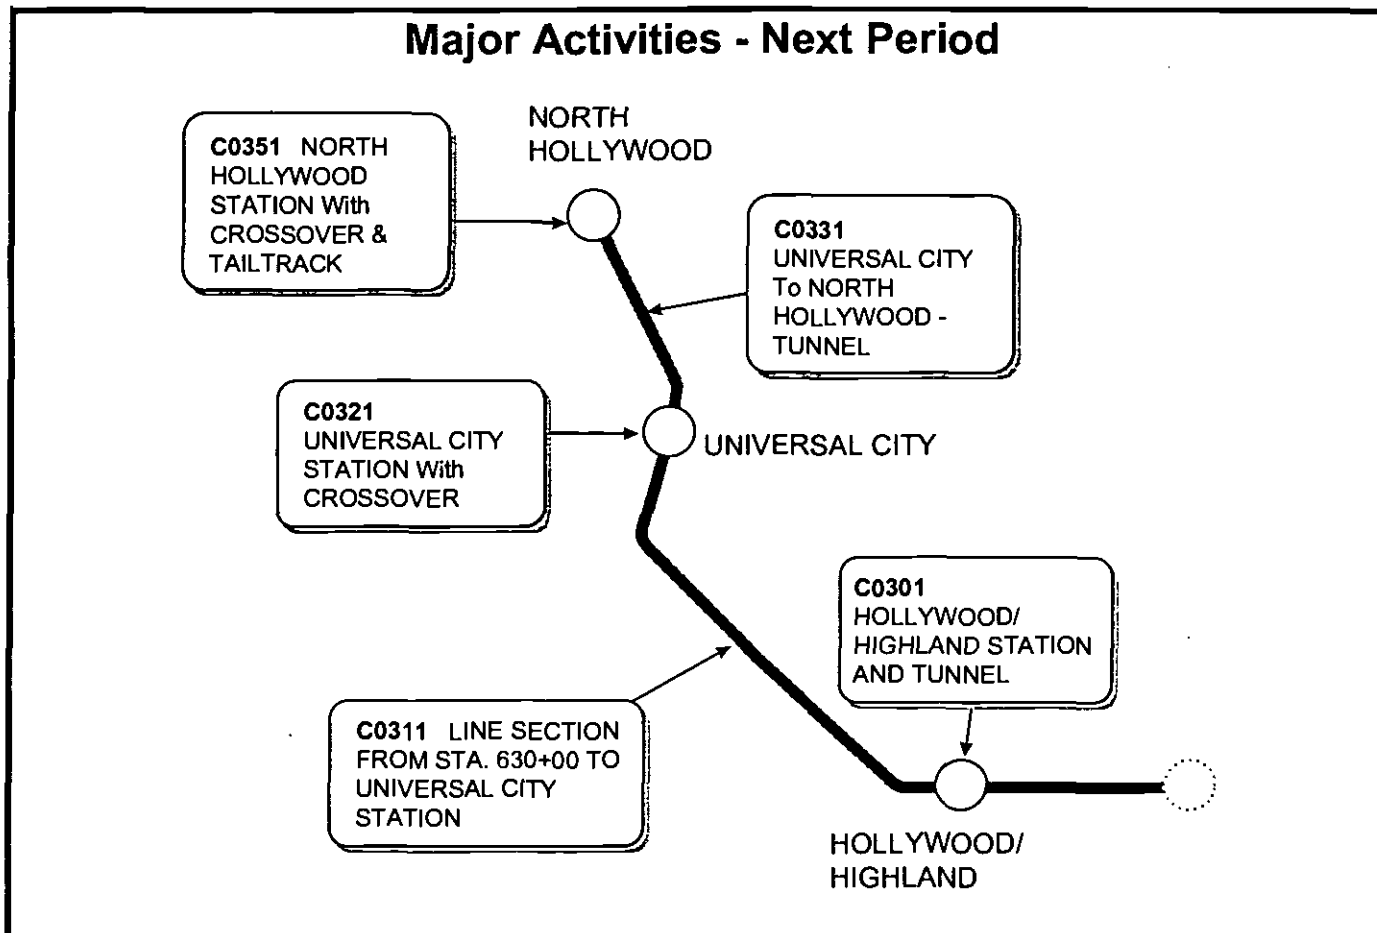 Major Activities - Next Period
NORTH
HOLLYWOOD
C0351 NORTH
HOLLYWOOD
STATION With
CROSSOVER &
TAILTRACK
C0331
UNIVERSAL CITY
To NORTH
HOLLYWOOD -
TUNNEL
C0321
UNIVERSAL CITY
STATION With
CROSSOVER
UNIVERSAL CITY
C0301
HOLLYWOOD/
HIGHLAND STATION
AND TUNNEL
C0311 LINE SECTION
FROM STA. 630+00 TO
UNIVERSAL CITY
STATION
HOLLYWOOD/
HIGHLAND